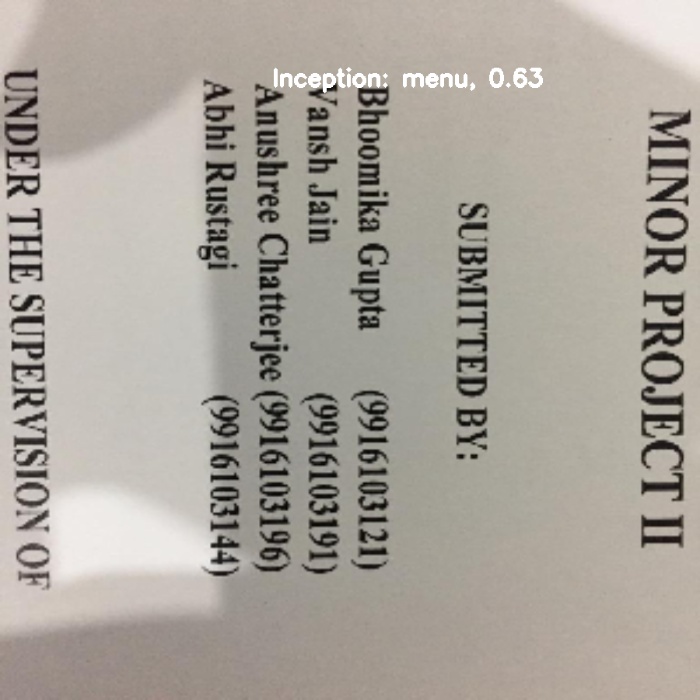 Inception: menu, 0.63
MINOR PROJECT II
SUBMITTED BY:
Bhoomika Gupta (9916103121)
Vansh Jain (9916103191)
Anushree Chatterjee (9916103196)
Abhi Rustagi (9916103144)
UNDER THE SUPERVISION OF